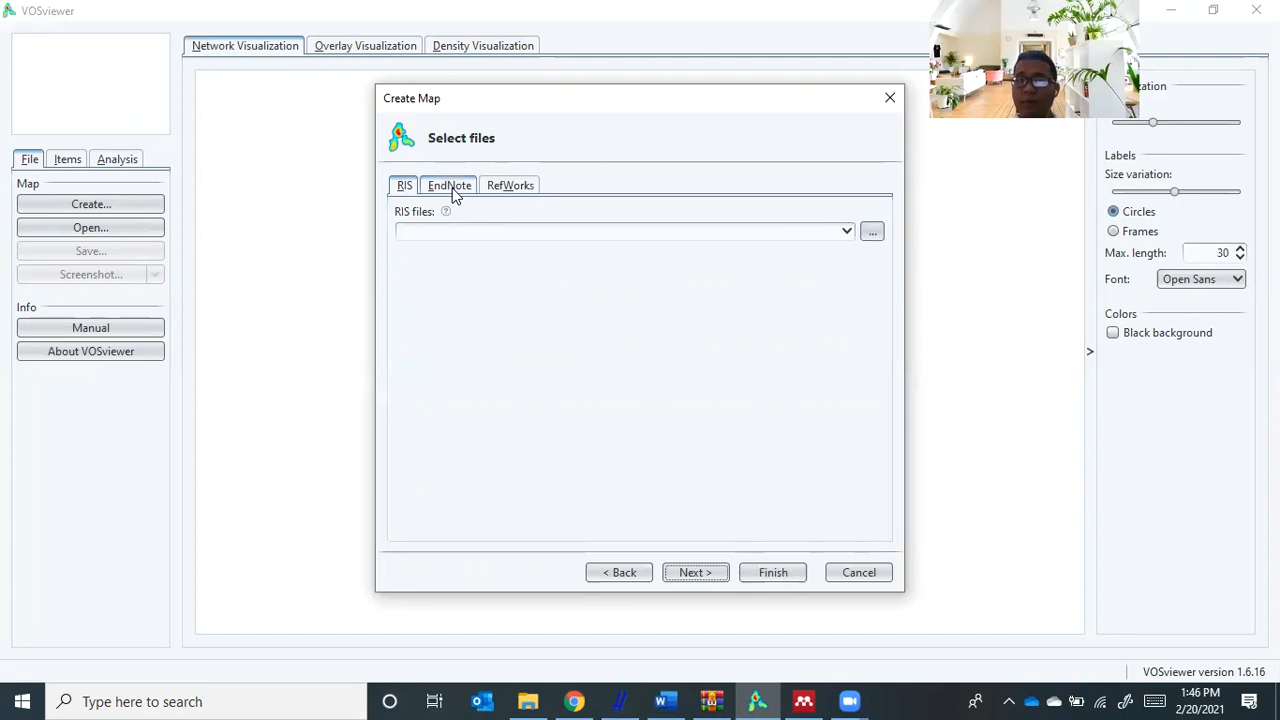 VOSviewer
Network Visualization
Overlay Visualization
Density Visualization
File
Items
Analysis
Map
Create...
Open...
Save...
Screenshot...
Info
Manual
About VOSviewer
Create Map
Select files
RIS
EndNote
RefWorks
RIS files:
...
< Back
Next >
Finish
Cancel
Labels
Size variation:
Circles
Frames
Max. length:
30
Font:
Open Sans
Colors
Black background
>
VOSviewer version 1.6.16
Type here to search
1:46 PM
2/20/2021